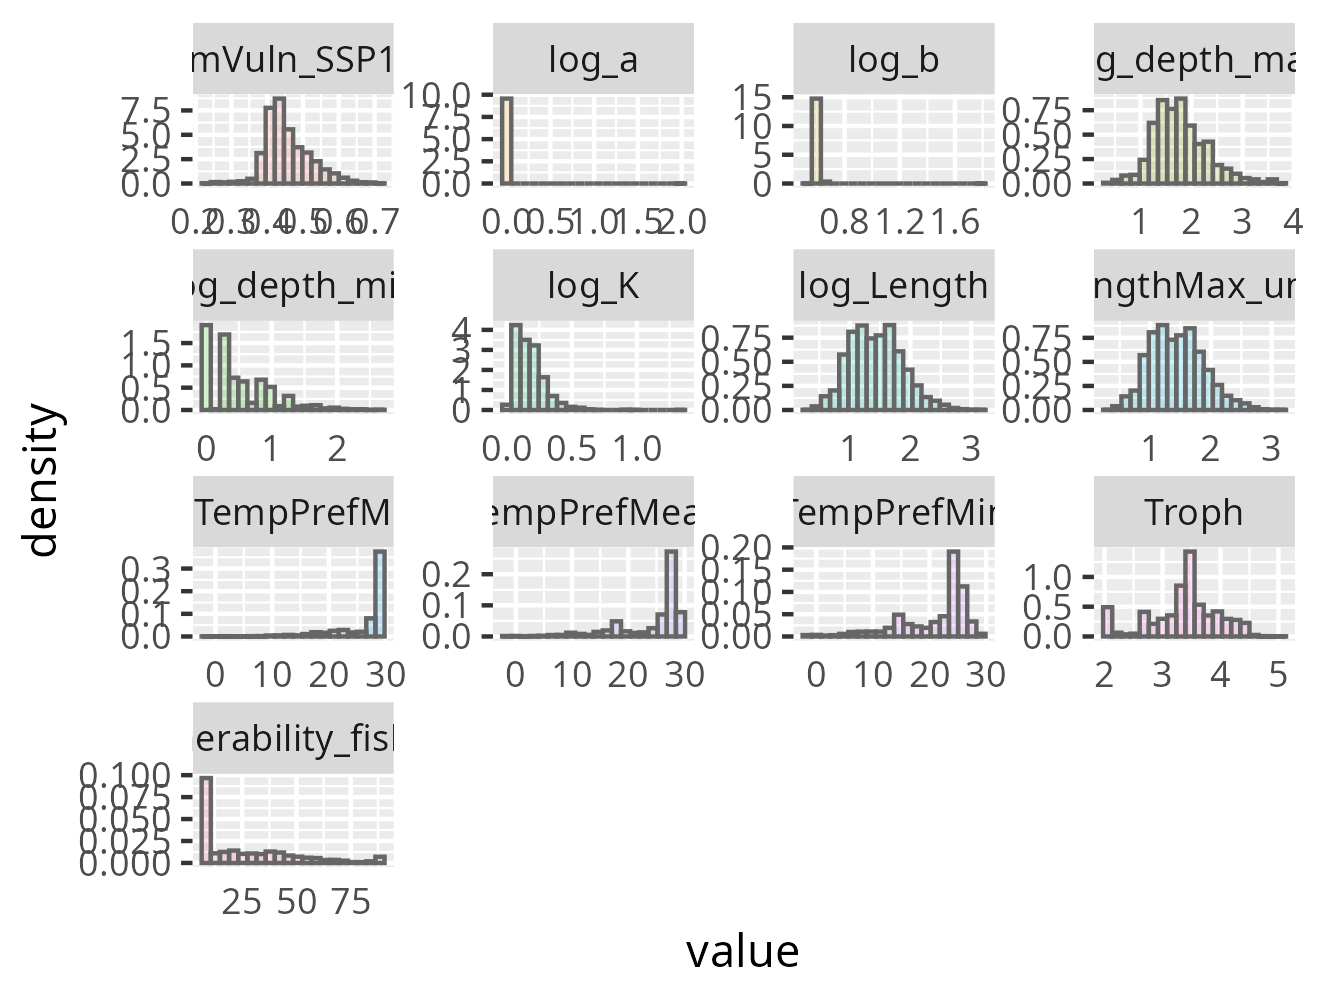 mVuln_SSP1 log_a log_b g_depth_ma
7.5 5.0 2.5 0.0
10.0 7.5 5.0 2.5 0.0
15 10 5 0
0.75 0.50 0.25 0.00
0.2 0.3 0.4 0.5 0.6 0.7
0.0 0.5 1.0 1.5 2.0
0.8 1.2 1.6
1 2 3 4
og_depth_mi log_K log_Length ngthMax_un
1.5 1.0 0.5 0.0
4 3 2 1 0
0.75 0.50 0.25 0.00
0.75 0.50 0.25 0.00
0 1 2
0.0 0.5 1.0
1 2 3
1 2 3
TempPrefM empPrefMea TempPrefMin Troph
0.3 0.2 0.1 0.0
0.2 0.1 0.0
0.20 0.15 0.10 0.05 0.00
1.0 0.5 0.0
0 10 20 30
0 10 20 30
0 10 20 30
2 3 4 5
erability_fish
0.100 0.075 0.050 0.025 0.000
25 50 75
density
value